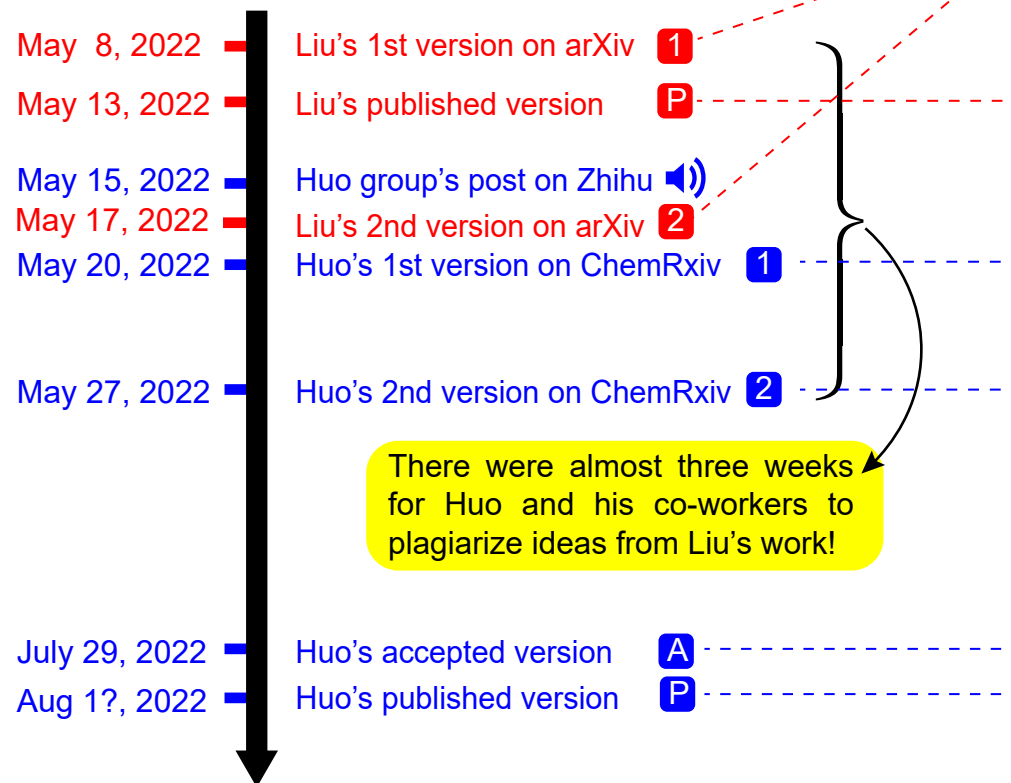 May 8, 2022 Liu’s 1st version on arXiv 1
May 13, 2022 Liu’s published version P
May 15, 2022 Huo group’s post on Zhihu
May 17, 2022 Liu’s 2nd version on arXiv 2
May 20, 2022 Huo’s 1st version on ChemRxiv 1
May 27, 2022 Huo’s 2nd version on ChemRxiv 2
There were almost three weeks
for Huo and his co-workers to
plagiarize ideas from Liu’s work!
July 29, 2022 Huo’s accepted version A
Aug 1?, 2022 Huo’s published version P